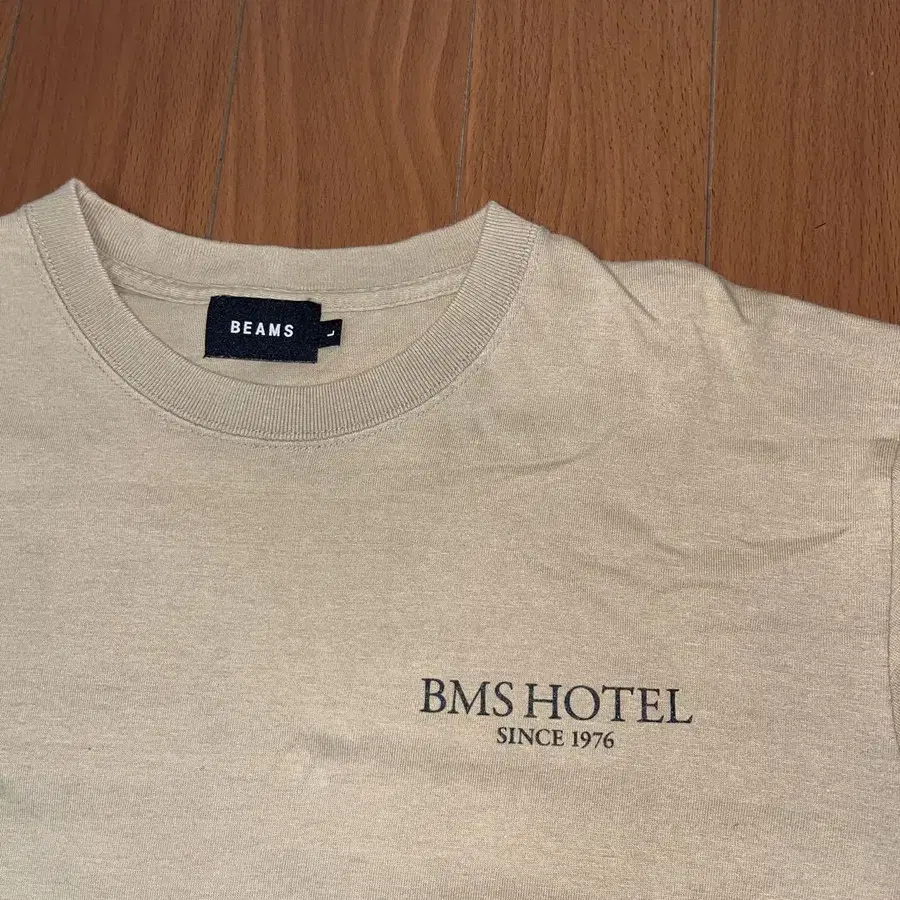 BEAMS
L
BMS HOTEL
SINCE 1976